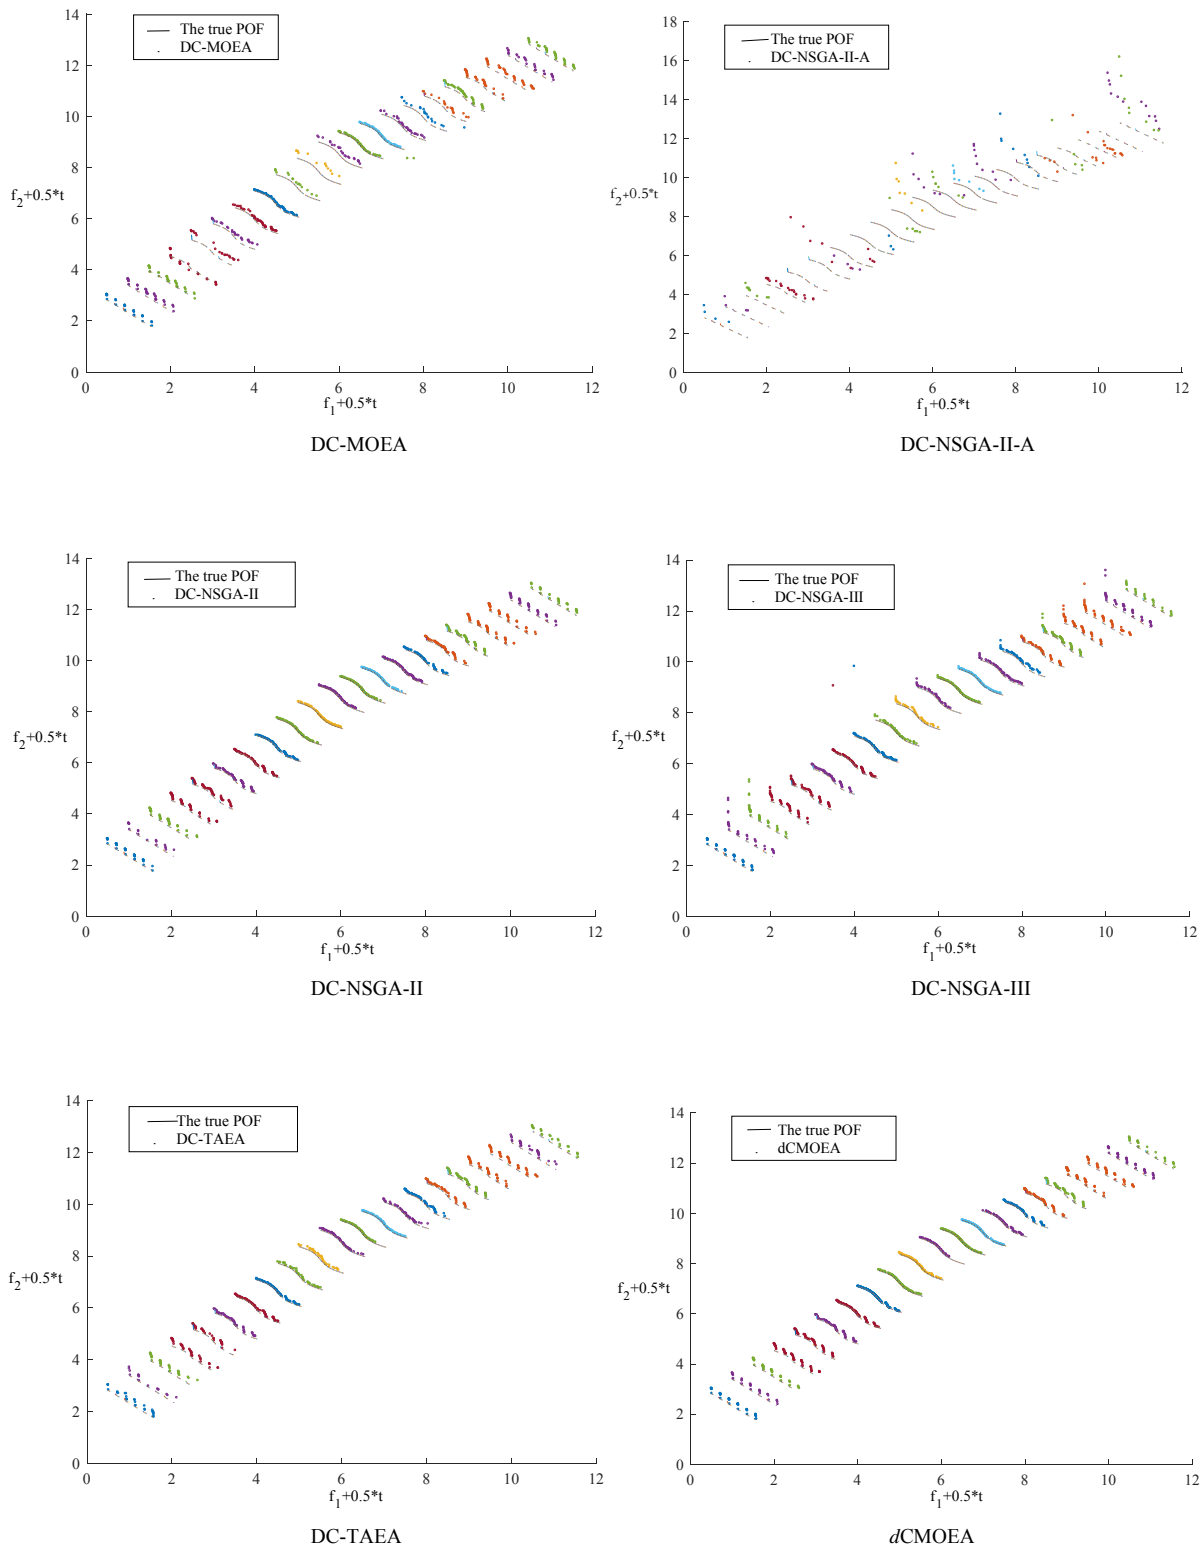 14
12
10
8
6
4
2
0
The true POF
DC-MOEA
f2+0.5*t
0 2 4 6 8 10 12
f1+0.5*t
DC-MOEA
18
16
14
12
10
8
6
4
2
0
The true POF
DC-NSGA-II-A
f2+0.5*t
0 2 4 6 8 10 12
f1+0.5*t
DC-NSGA-II-A
14
12
10
8
6
4
2
0
The true POF
DC-NSGA-II
f2+0.5*t
0 2 4 6 8 10 12
f1+0.5*t
DC-NSGA-II
14
12
10
8
6
4
2
0
The true POF
DC-NSGA-III
f2+0.5*t
0 2 4 6 8 10 12
f1+0.5*t
DC-NSGA-III
14
12
10
8
6
4
2
0
The true POF
DC-TAEA
f2+0.5*t
0 2 4 6 8 10 12
f1+0.5*t
DC-TAEA
14
12
10
8
6
4
2
0
The true POF
dCMOEA
f2+0.5*t
0 2 4 6 8 10 12
f1+0.5*t
dCMOEA